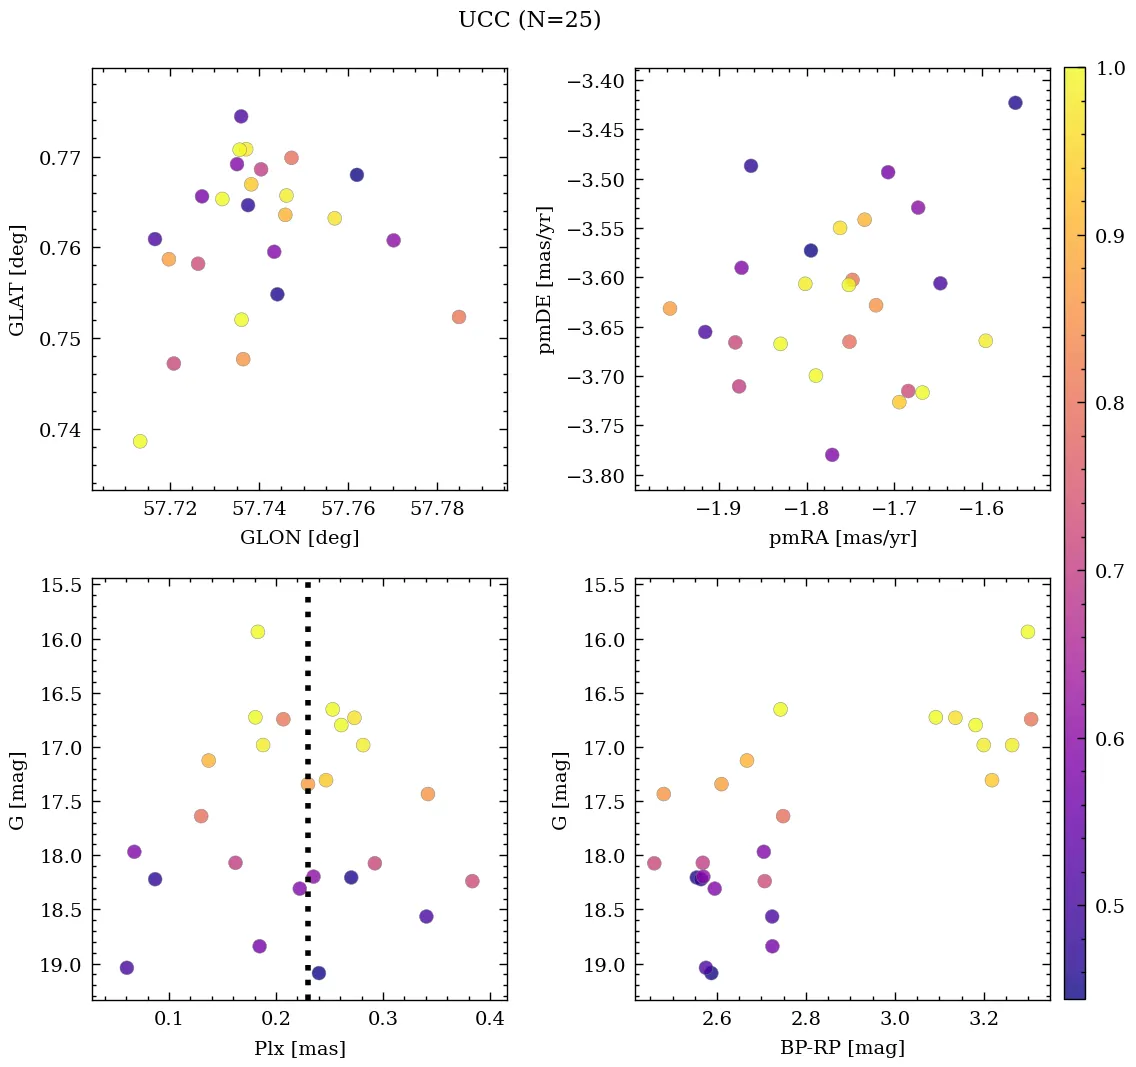 UCC (N=25)
0.77
0.76
0.75
0.74
GLAT [deg]
57.72 57.74 57.76 57.78
GLON [deg]
−3.40
−3.45
−3.50
−3.55
−3.60
−3.65
−3.70
−3.75
−3.80
pmDE [mas/yr]
−1.9 −1.8 −1.7 −1.6
pmRA [mas/yr]
15.5
16.0
16.5
17.0
17.5
18.0
18.5
19.0
G [mag]
0.1 0.2 0.3 0.4
Plx [mas]
15.5
16.0
16.5
17.0
17.5
18.0
18.5
19.0
G [mag]
2.6 2.8 3.0 3.2
BP-RP [mag]
1.0
0.9
0.8
0.7
0.6
0.5